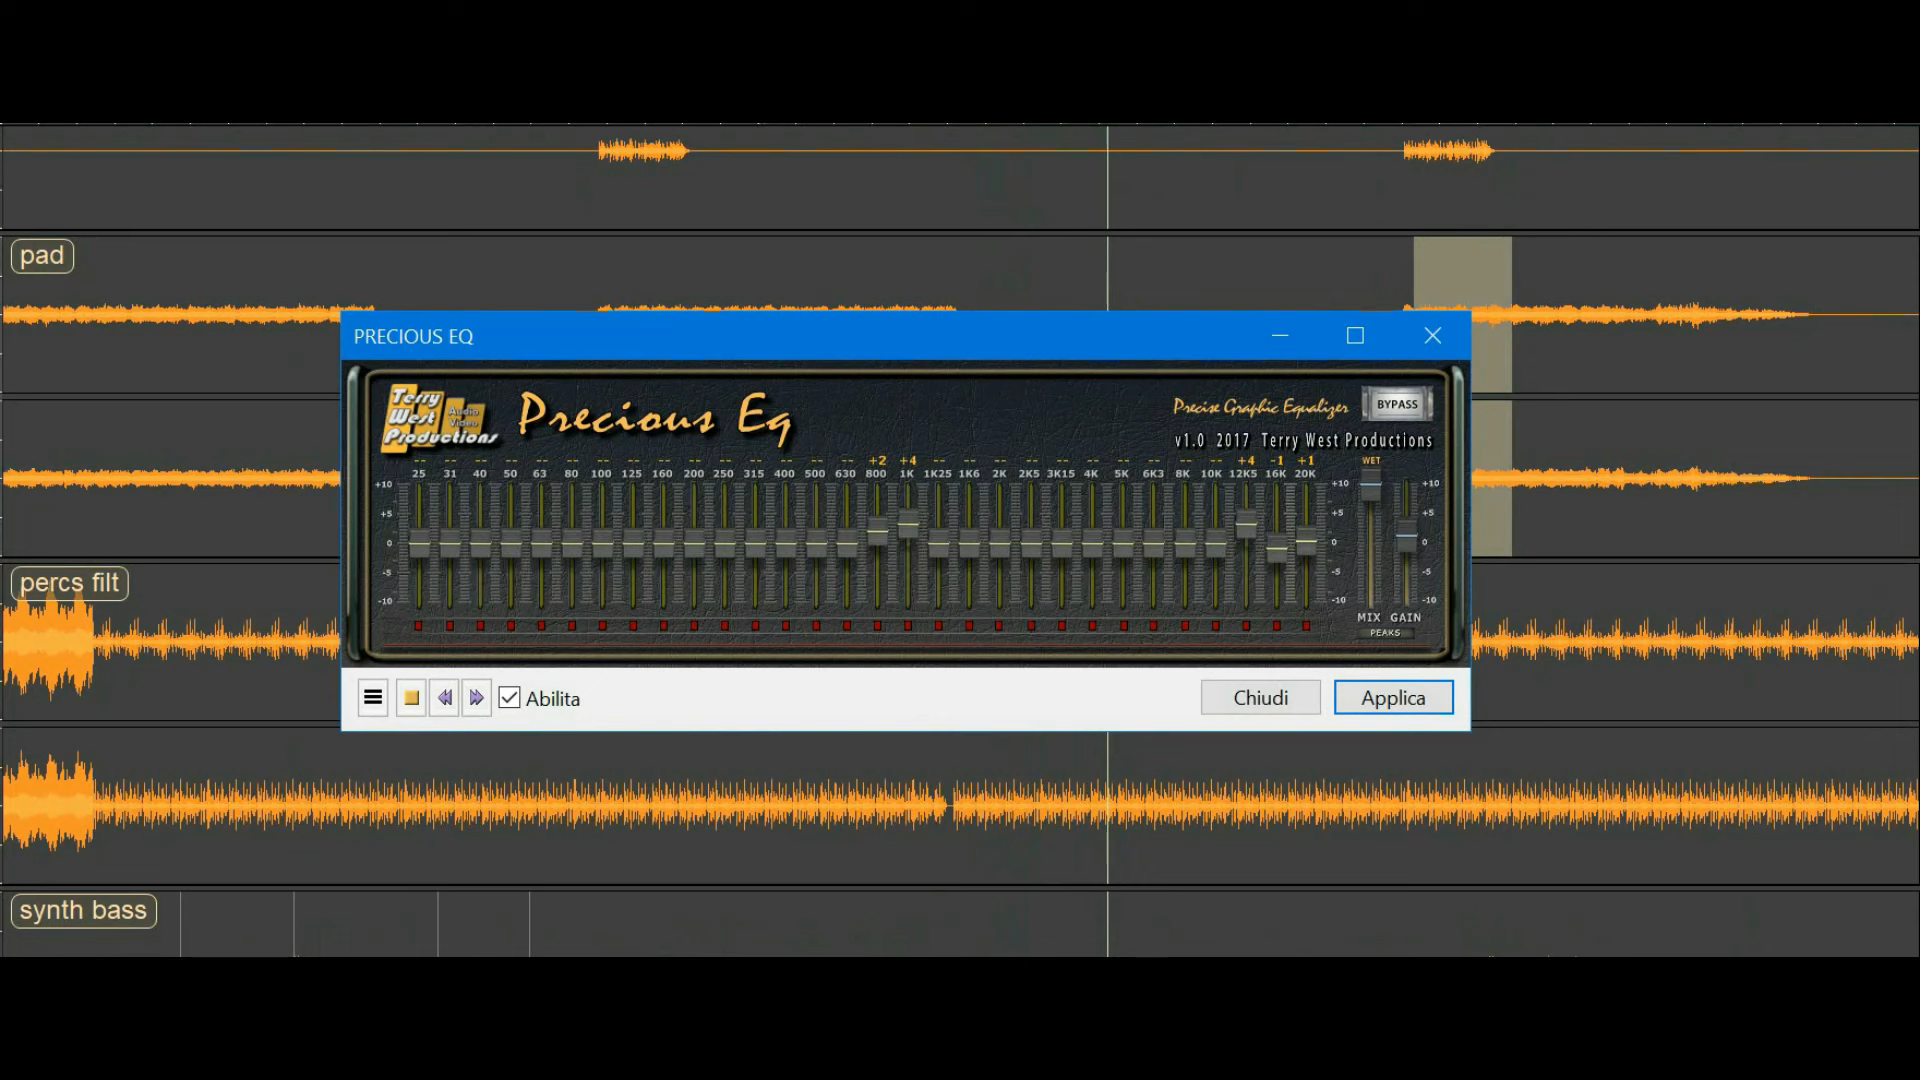 pad
PRECIOUS EQ
Terry West Productions
Audio Video
Precious Eq
Precise Graphic Equalizer
BYPASS
v1.0 2017 Terry West Productions
-- -- -- -- -- -- -- -- -- -- -- -- -- -- -- +2 +4 -- -- -- -- -- -- -- -- -- -- +4 -1 +1 WET
25 31 40 50 63 80 100 125 160 200 250 315 400 500 630 800 1K 1K25 1K6 2K 2K5 3K15 4K 5K 6K3 8K 10K 12K5 16K 20K
+10 +10 +10
+5 +5 +5
0 0 0
-5 -5 -5
-10 -10 -10
MIX GAIN
PEAKS
percs filt
Abilita
Chiudi
Applica
synth bass